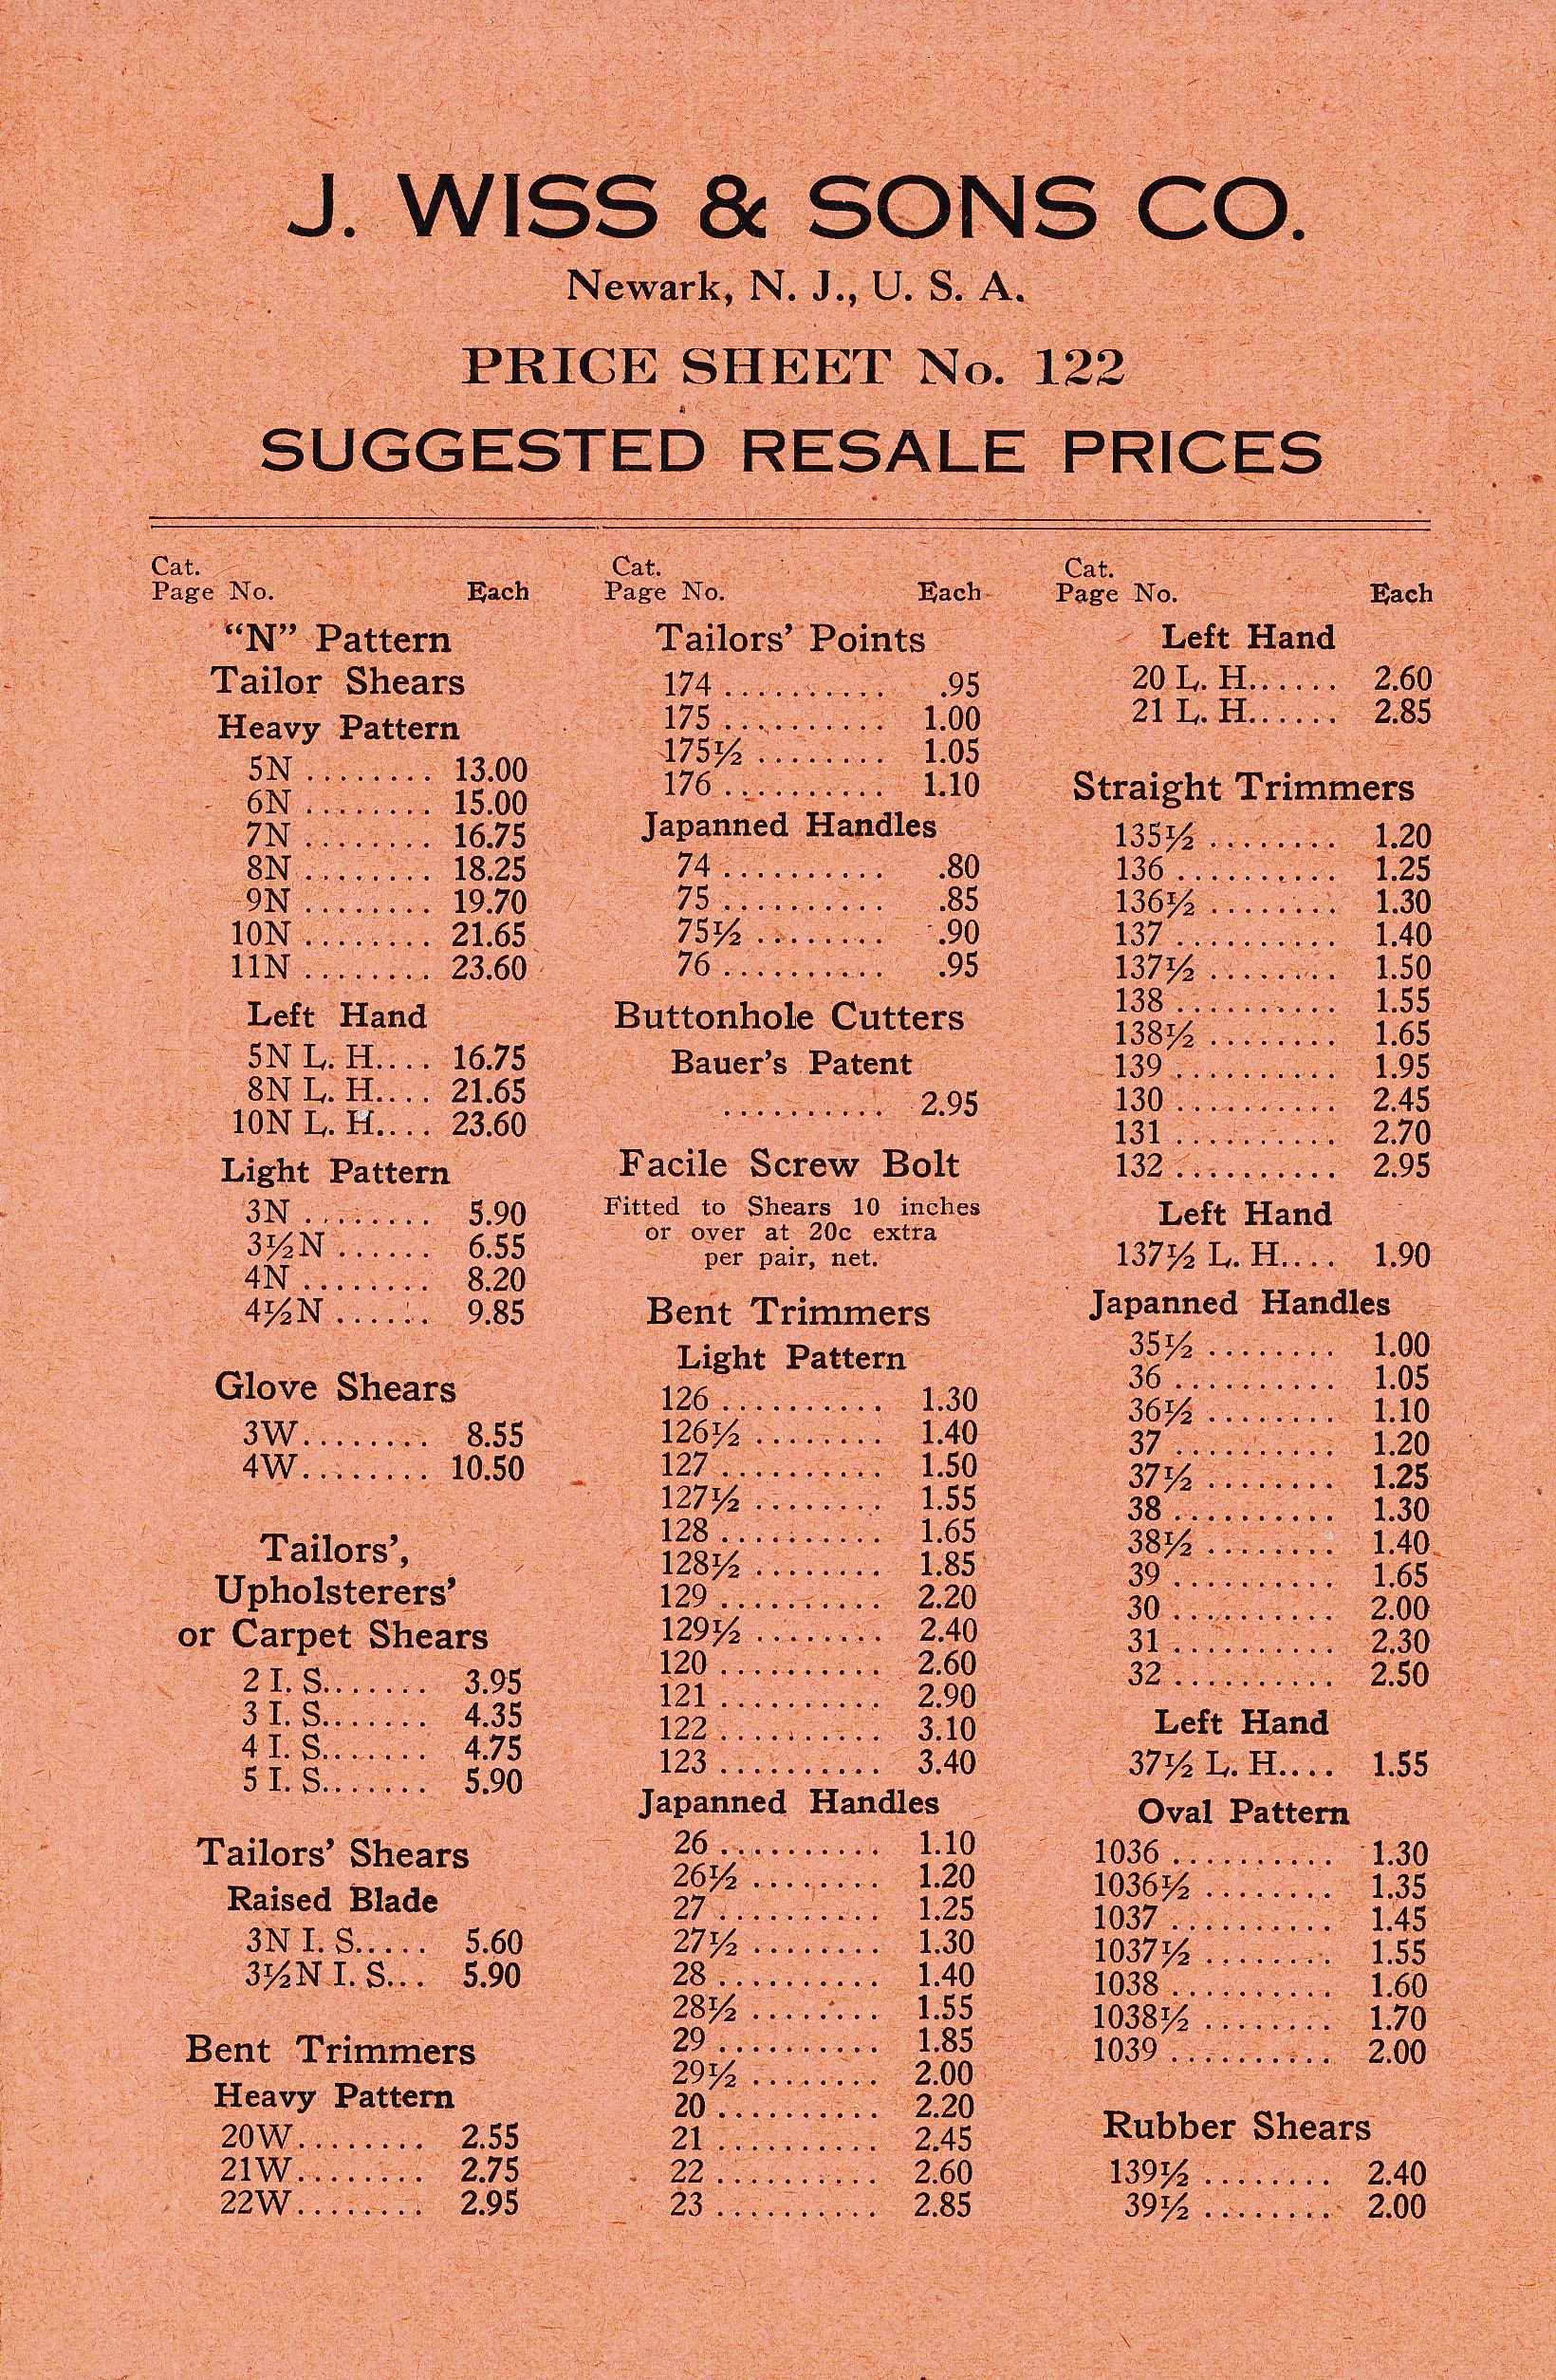 J. WISS & SONS CO.
Newark, N. J., U. S. A.
PRICE SHEET No. 122
SUGGESTED RESALE PRICES
Cat.
Page No. Each
"N" Pattern
Tailor Shears
Heavy Pattern
5N ........ 13.00
6N ........ 15.00
7N ........ 16.75
8N ........ 18.25
9N ........ 19.70
10N ........ 21.65
11N ........ 23.60
Left Hand
5N L. H.... 16.75
8N L. H.... 21.65
10N L. H.... 23.60
Light Pattern
3N ........ 5.90
3½N ...... 6.55
4N ........ 8.20
4½N ...... 9.85
Glove Shears
3W........ 8.55
4W........ 10.50
Tailors',
Upholsterers'
or Carpet Shears
2 I. S....... 3.95
3 I. S....... 4.35
4 I. S....... 4.75
5 I. S....... 5.90
Tailors' Shears
Raised Blade
3N I. S..... 5.60
3½N I. S... 5.90
Bent Trimmers
Heavy Pattern
20W........ 2.55
21W........ 2.75
22W........ 2.95
Cat.
Page No. Each
Tailors' Points
174 .......... .95
175 .......... 1.00
175½ ........ 1.05
176 .......... 1.10
Japanned Handles
74 .......... .80
75 .......... .85
75½ ........ .90
76 .......... .95
Buttonhole Cutters
Bauer's Patent
.......... 2.95
Facile Screw Bolt
Fitted to Shears 10 inches
or over at 20c extra
per pair, net.
Bent Trimmers
Light Pattern
126 .......... 1.30
126½ ........ 1.40
127 .......... 1.50
127½ ........ 1.55
128 .......... 1.65
128½ ........ 1.85
129 .......... 2.20
129½ ........ 2.40
120 .......... 2.60
121 .......... 2.90
122 .......... 3.10
123 .......... 3.40
Japanned Handles
26 .......... 1.10
26½ ........ 1.20
27 .......... 1.25
27½ ........ 1.30
28 .......... 1.40
28½ ........ 1.55
29 .......... 1.85
29½ ........ 2.00
20 .......... 2.20
21 .......... 2.45
22 .......... 2.60
23 .......... 2.85
Cat.
Page No. Each
Left Hand
20 L. H...... 2.60
21 L. H...... 2.85
Straight Trimmers
135½ ........ 1.20
136 .......... 1.25
136½ ........ 1.30
137 .......... 1.40
137½ ........ 1.50
138 .......... 1.55
138½ ........ 1.65
139 .......... 1.95
130 .......... 2.45
131 .......... 2.70
132 .......... 2.95
Left Hand
137½ L. H.... 1.90
Japanned Handles
35½ ........ 1.00
36 .......... 1.05
36½ ........ 1.10
37 .......... 1.20
37½ ........ 1.25
38 .......... 1.30
38½ ........ 1.40
39 .......... 1.65
30 .......... 2.00
31 .......... 2.30
32 .......... 2.50
Left Hand
37½ L. H.... 1.55
Oval Pattern
1036 .......... 1.30
1036½ ........ 1.35
1037 .......... 1.45
1037½ ........ 1.55
1038 .......... 1.60
1038½ ........ 1.70
1039 .......... 2.00
Rubber Shears
139½ ........ 2.40
39½ ........ 2.00